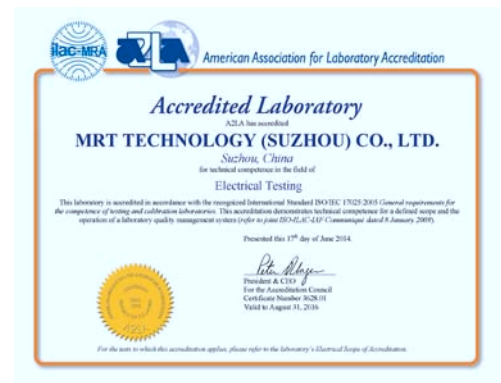 ilac-MRA
A2LA
American Association for Laboratory Accreditation
Accredited Laboratory
A2LA has accredited
MRT TECHNOLOGY (SUZHOU) CO., LTD.
Suzhou, China
for technical competence in the field of
Electrical Testing
This laboratory is accredited in accordance with the recognized International Standard ISO/IEC 17025:2005 General requirements for
the competence of testing and calibration laboratories. This accreditation demonstrates technical competence for a defined scope and the
operation of a laboratory quality management system (refer to joint ISO-ILAC-IAF Communiqué dated 8 January 2009).
Presented this 17th day of June 2014.
President & CEO
For the Accreditation Council
Certificate Number 3628.01
Valid to August 31, 2016
A2LA
For the tests to which this accreditation applies, please refer to the laboratory's Electrical Scope of Accreditation.